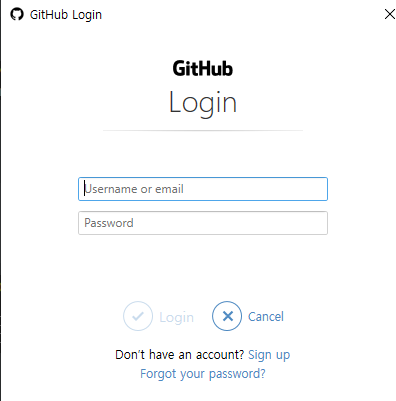 GitHub Login
GitHub
Login
Username or email
Password
Login
Cancel
Don't have an account? Sign up
Forgot your password?